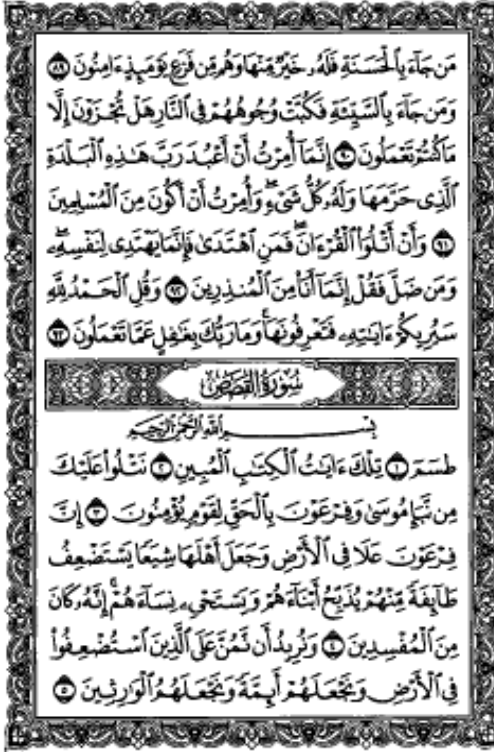 مَن جَآءَ بِٱلْحَسَنَةِ فَلَهُۥ خَيْرٌ مِّنْهَا وَهُم مِّن فَزَعٍ يَوْمَئِذٍ ءَامِنُونَ ٨٩
وَمَن جَآءَ بِٱلسَّيِّئَةِ فَكُبَّتْ وُجُوهُهُمْ فِى ٱلنَّارِ هَلْ تُجْزَوْنَ إِلَّا
مَا كُنتُمْ تَعْمَلُونَ ٩٠ إِنَّمَآ أُمِرْتُ أَنْ أَعْبُدَ رَبَّ هَٰذِهِ ٱلْبَلْدَةِ
ٱلَّذِى حَرَّمَهَا وَلَهُۥ كُلُّ شَىْءٍ وَأُمِرْتُ أَنْ أَكُونَ مِنَ ٱلْمُسْلِمِينَ
٩١ وَأَنْ أَتْلُوَا۟ ٱلْقُرْءَانَ فَمَنِ ٱهْتَدَىٰ فَإِنَّمَا يَهْتَدِى لِنَفْسِهِۦ
وَمَن ضَلَّ فَقُلْ إِنَّمَآ أَنَا۠ مِنَ ٱلْمُنذِرِينَ ٩٢ وَقُلِ ٱلْحَمْدُ لِلَّهِ
سَيُرِيكُمْ ءَايَٰتِهِۦ فَتَعْرِفُونَهَا وَمَا رَبُّكَ بِغَٰفِلٍ عَمَّا تَعْمَلُونَ ٩٣
سُورَةُ القَصَصِ
بِسْمِ ٱللَّهِ ٱلرَّحْمَٰنِ ٱلرَّحِيمِ
طسٓمٓ ١ تِلْكَ ءَايَٰتُ ٱلْكِتَٰبِ ٱلْمُبِينِ ٢ نَتْلُوا۟ عَلَيْكَ
مِن نَّبَإِ مُوسَىٰ وَفِرْعَوْنَ بِٱلْحَقِّ لِقَوْمٍ يُؤْمِنُونَ ٣ إِنَّ
فِرْعَوْنَ عَلَا فِى ٱلْأَرْضِ وَجَعَلَ أَهْلَهَا شِيَعًا يَسْتَضْعِفُ
طَآئِفَةً مِّنْهُمْ يُذَبِّحُ أَبْنَآءَهُمْ وَيَسْتَحْىِۦ نِسَآءَهُمْ إِنَّهُۥ كَانَ
مِنَ ٱلْمُفْسِدِينَ ٤ وَنُرِيدُ أَن نَّمُنَّ عَلَى ٱلَّذِينَ ٱسْتُضْعِفُوا۟
فِى ٱلْأَرْضِ وَنَجْعَلَهُمْ أَئِمَّةً وَنَجْعَلَهُمُ ٱلْوَٰرِثِينَ ٥